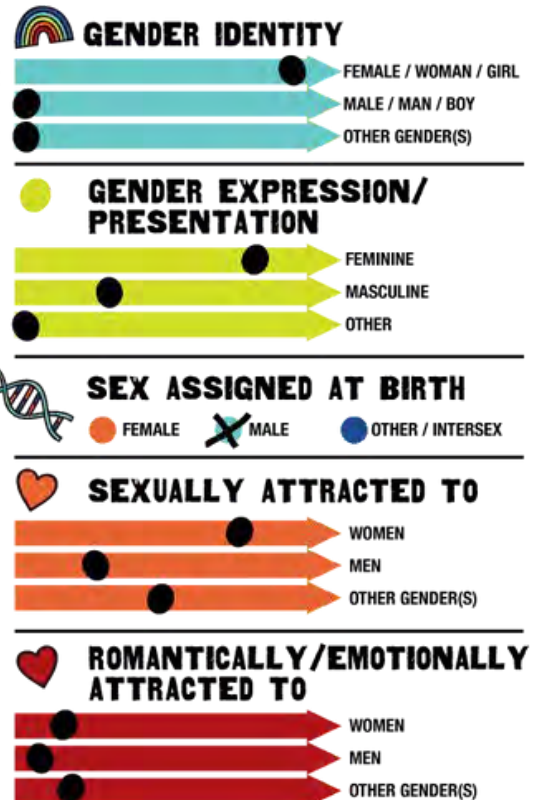 GENDER IDENTITY
FEMALE / WOMAN / GIRL
MALE / MAN / BOY
OTHER GENDER(S)
GENDER EXPRESSION/
PRESENTATION
FEMININE
MASCULINE
OTHER
SEX ASSIGNED AT BIRTH
FEMALE MALE OTHER / INTERSEX
SEXUALLY ATTRACTED TO
WOMEN
MEN
OTHER GENDER(S)
ROMANTICALLY/EMOTIONALLY
ATTRACTED TO
WOMEN
MEN
OTHER GENDER(S)